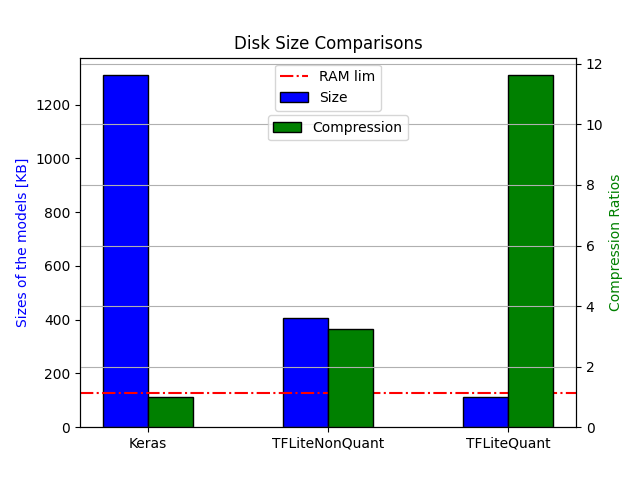 Disk Size Comparisons
RAM lim
Size
Compression
Sizes of the models [KB]
1200
1000
800
600
400
200
0
12
10
8
6
4
2
0
Compression Ratios
Keras
TFLiteNonQuant
TFLiteQuant